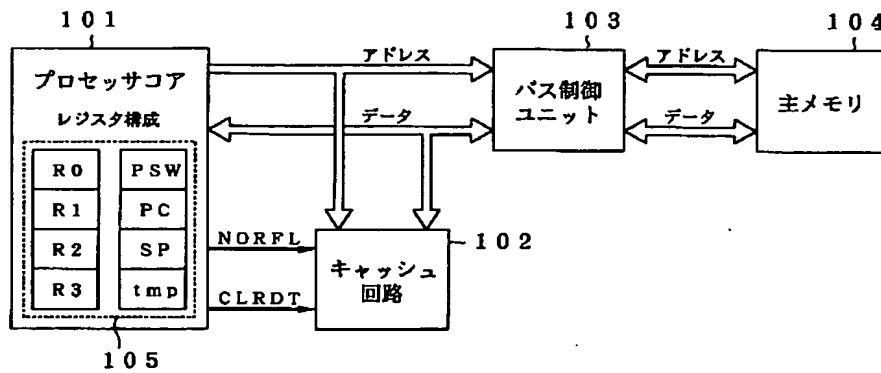 101
プロセッサコア
レジスタ構成
R0
PSW
R1
PC
R2
SP
R3
tmp
105
アドレス
データ
NORFL
CLRDT
キャッシュ
回路
102
103
バス制御
ユニット
アドレス
データ
104
主メモリ